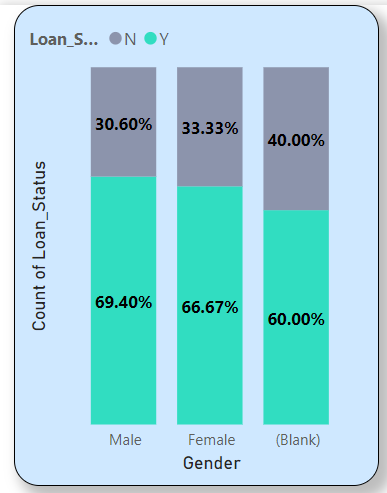 Loan_S... N Y
30.60% 33.33% 40.00%
69.40% 66.67% 60.00%
Count of Loan_Status
Male Female (Blank)
Gender